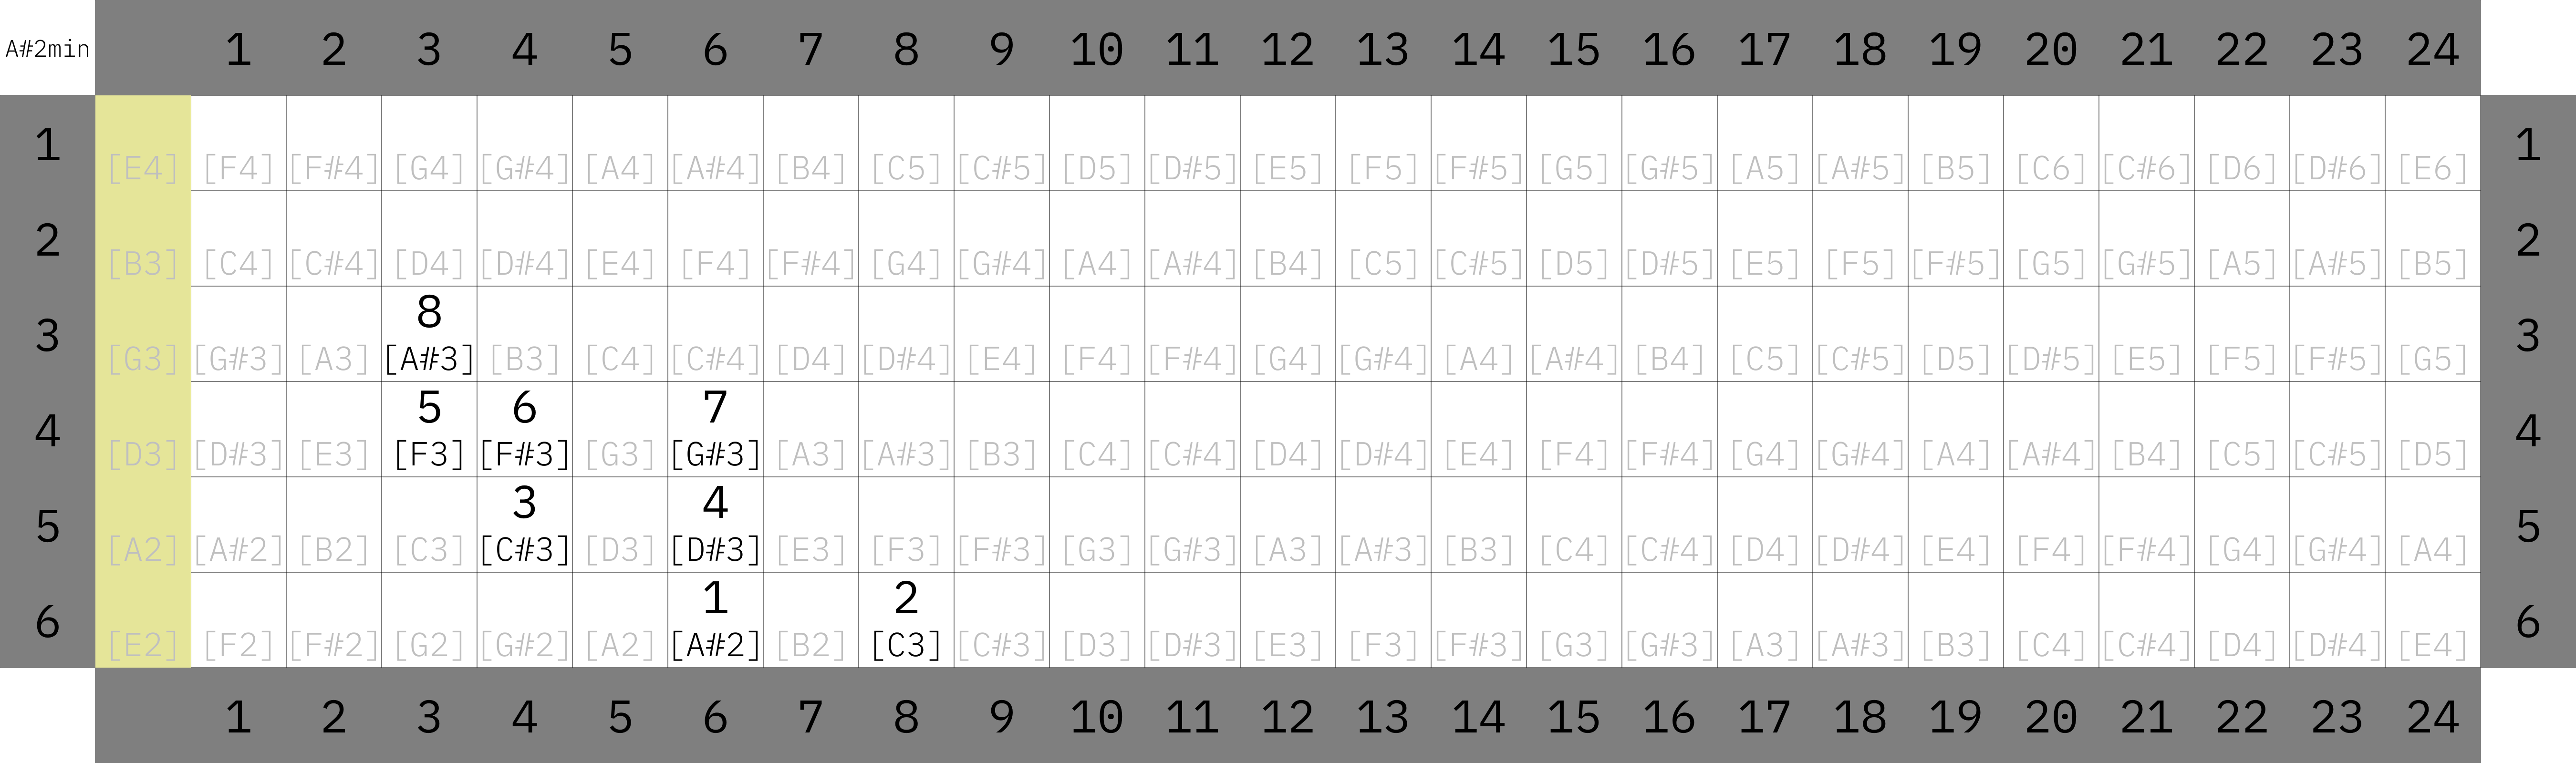 A#2min 1 2 3 4 5 6 7 8 9 10 11 12 13 14 15 16 17 18 19 20 21 22 23 24
1 [E4] [F4] [F#4] [G4] [G#4] [A4] [A#4] [B4] [C5] [C#5] [D5] [D#5] [E5] [F5] [F#5] [G5] [G#5] [A5] [A#5] [B5] [C6] [C#6] [D6] [D#6] [E6] 1
2 [B3] [C4] [C#4] [D4] [D#4] [E4] [F4] [F#4] [G4] [G#4] [A4] [A#4] [B4] [C5] [C#5] [D5] [D#5] [E5] [F5] [F#5] [G5] [G#5] [A5] [A#5] [B5] 2
8
3 [G3] [G#3] [A3] [A#3] [B3] [C4] [C#4] [D4] [D#4] [E4] [F4] [F#4] [G4] [G#4] [A4] [A#4] [B4] [C5] [C#5] [D5] [D#5] [E5] [F5] [F#5] [G5] 3
5 6 7
4 [D3] [D#3] [E3] [F3] [F#3] [G3] [G#3] [A3] [A#3] [B3] [C4] [C#4] [D4] [D#4] [E4] [F4] [F#4] [G4] [G#4] [A4] [A#4] [B4] [C5] [C#5] [D5] 4
3 4
5 [A2] [A#2] [B2] [C3] [C#3] [D3] [D#3] [E3] [F3] [F#3] [G3] [G#3] [A3] [A#3] [B3] [C4] [C#4] [D4] [D#4] [E4] [F4] [F#4] [G4] [G#4] [A4] 5
1 2
6 [E2] [F2] [F#2] [G2] [G#2] [A2] [A#2] [B2] [C3] [C#3] [D3] [D#3] [E3] [F3] [F#3] [G3] [G#3] [A3] [A#3] [B3] [C4] [C#4] [D4] [D#4] [E4] 6
1 2 3 4 5 6 7 8 9 10 11 12 13 14 15 16 17 18 19 20 21 22 23 24